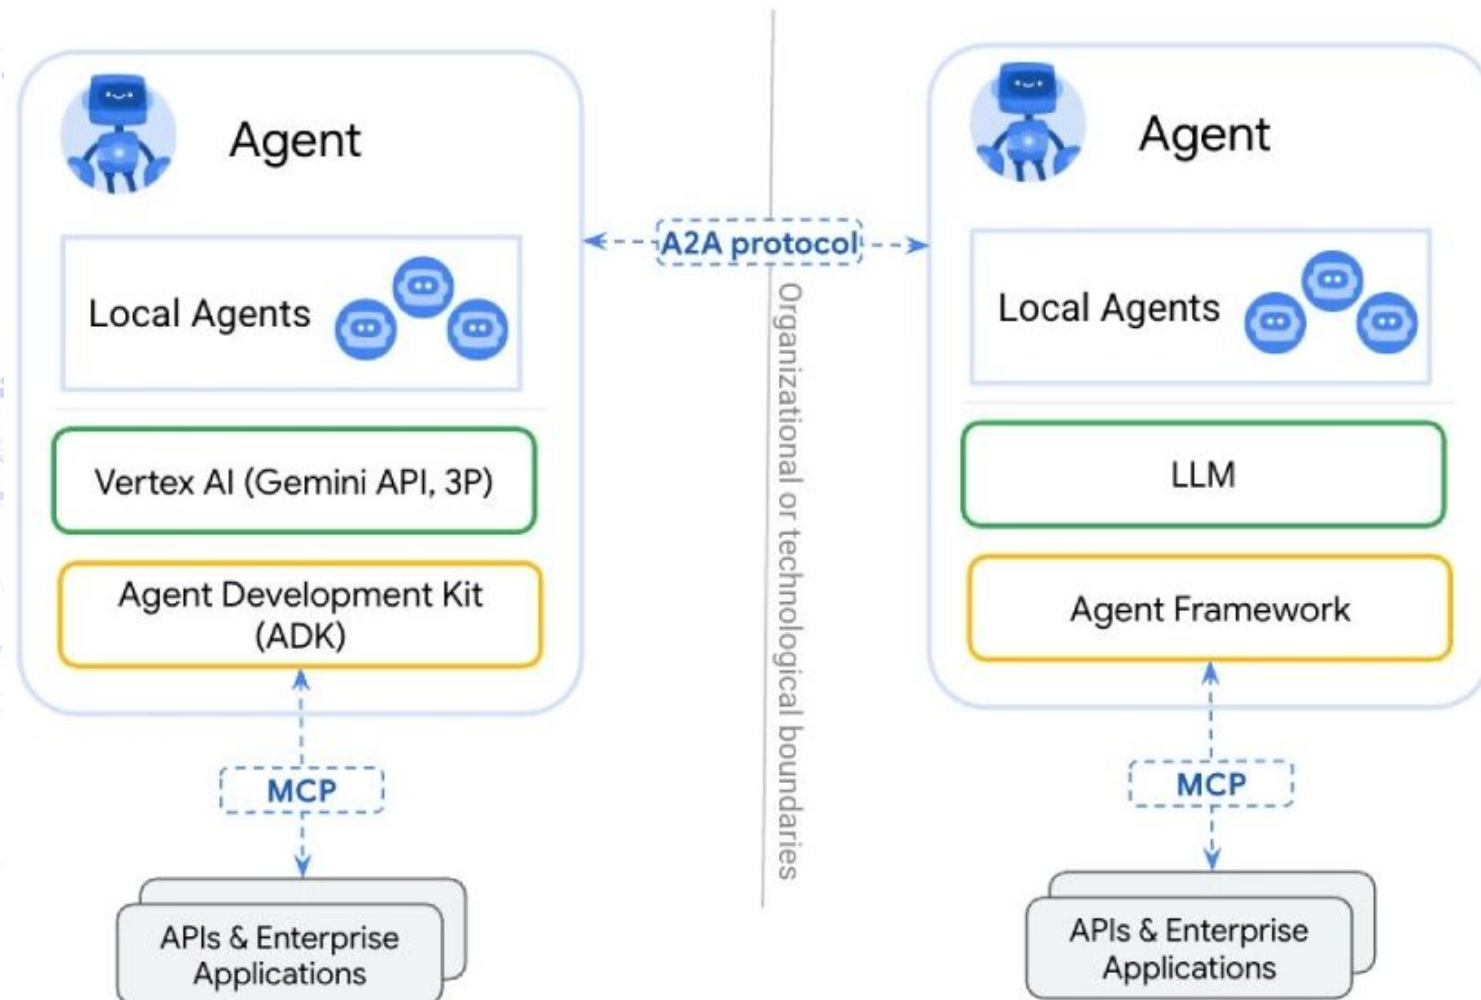 Agent
Local Agents
Vertex AI (Gemini API, 3P)
Agent Development Kit
(ADK)
MCP
APIs & Enterprise
Applications
A2A protocol
Organizational or technological boundaries
Agent
Local Agents
LLM
Agent Framework
MCP
APIs & Enterprise
Applications